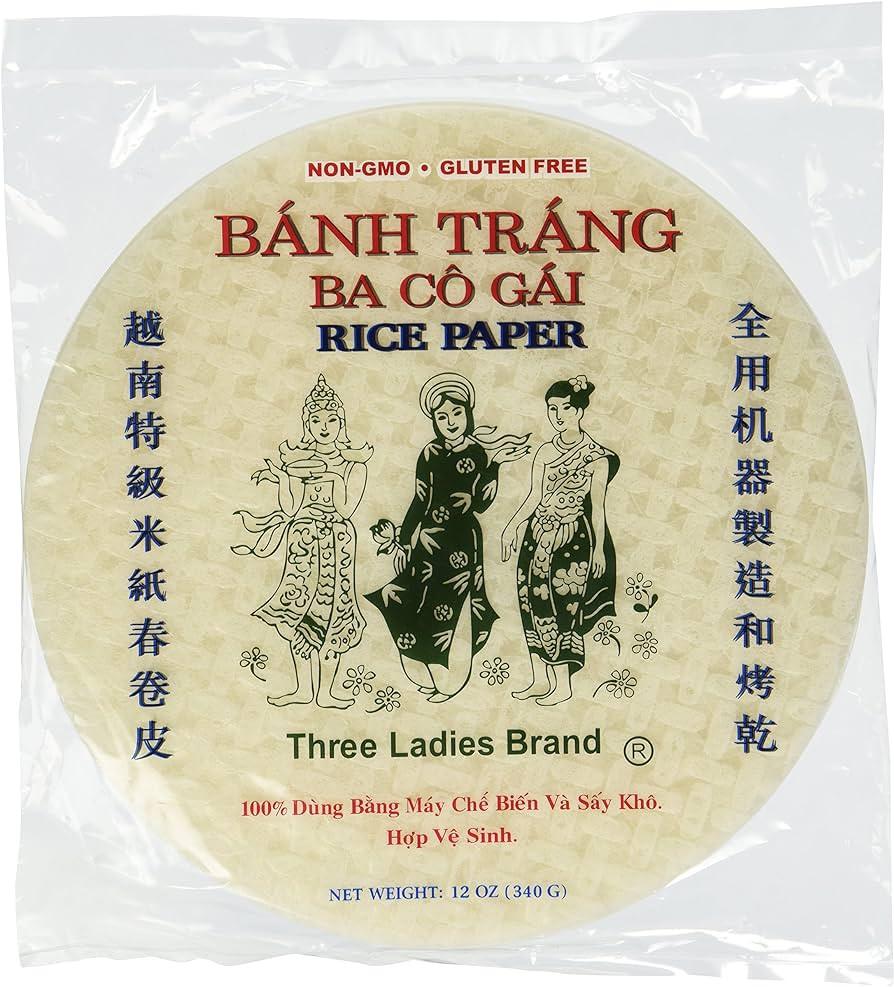 NON-GMO • GLUTEN FREE
BÁNH TRÁNG
BA CÔ GÁI
RICE PAPER
越南特級米紙春卷皮
全用机器製造和烤乾
Three Ladies Brand ®
100% Dùng Bằng Máy Chế Biến Và Sấy Khô.
Hợp Vệ Sinh.
NET WEIGHT: 12 OZ (340 G)